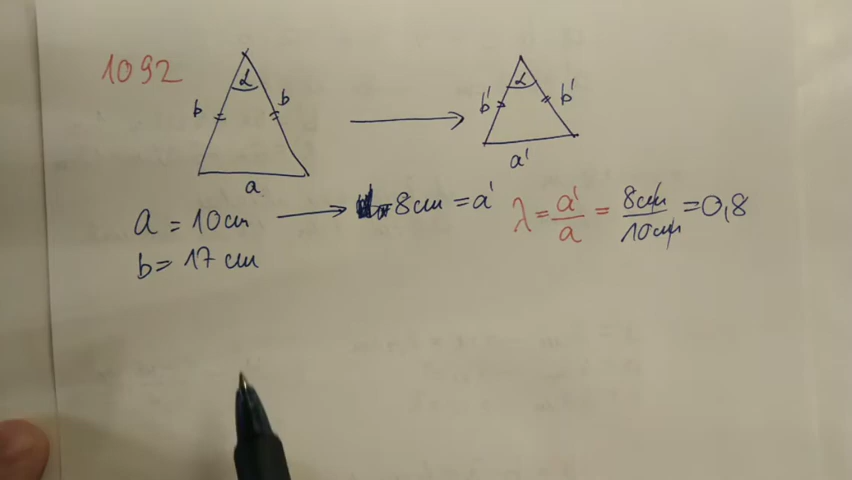 1092
α
b
b
a
α
b'
b'
a'
a = 10cm → 8cm = a'
λ = a'/a = 8cm/10cm = 0,8
b = 17 cm